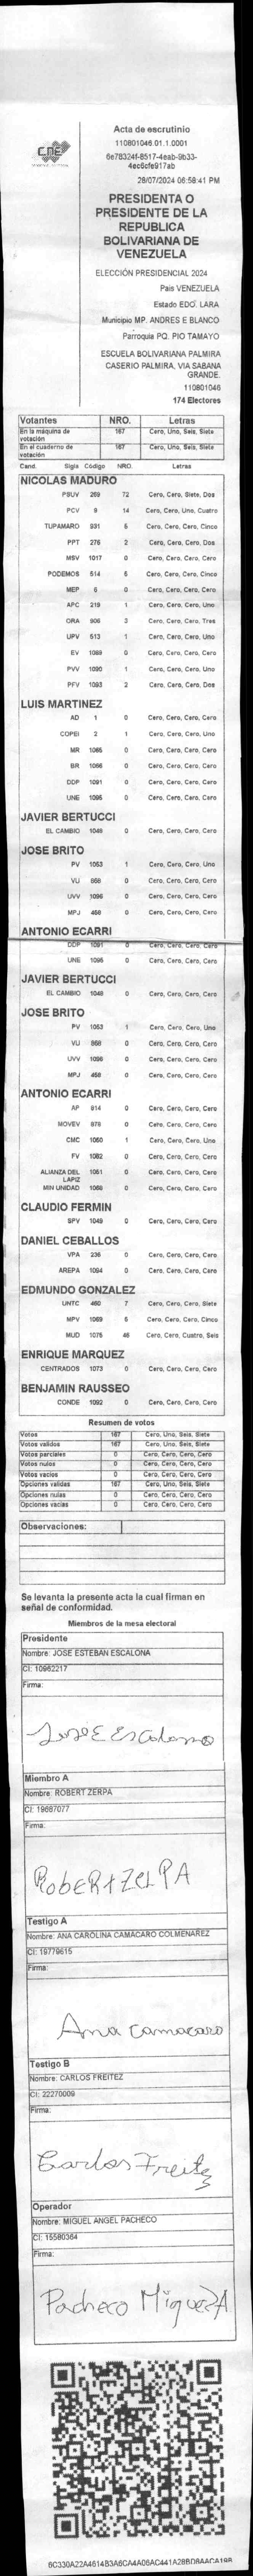 CNE
Acta de escrutinio
110801046.01.1.0001
6e78324f-8517-4eab-9b33-
4ec6cfe917ab
28/07/2024 06:58:41 PM
PRESIDENTA O
PRESIDENTE DE LA
REPUBLICA
BOLIVARIANA DE
VENEZUELA
ELECCIÓN PRESIDENCIAL 2024
Pais VENEZUELA
Estado EDO. LARA
Municipio MP. ANDRES E BLANCO
Parroquia PQ. PIO TAMAYO
ESCUELA BOLIVARIANA PALMIRA
CASERIO PALMIRA. VIA SABANA
GRANDE.
110801046
174 Electores
Votantes NRO. Letras
En la máquina de votación 167 Cero, Uno, Seis, Siete
En el cuaderno de votación 167 Cero, Uno, Seis, Siete
Cand. Sigla Código NRO. Letras
NICOLAS MADURO
PSUV 269 72 Cero, Cero, Siete, Dos
PCV 9 14 Cero, Cero, Uno, Cuatro
TUPAMARO 931 5 Cero, Cero, Cero, Cinco
PPT 275 2 Cero, Cero, Cero, Dos
MSV 1017 0 Cero, Cero, Cero, Cero
PODEMOS 514 5 Cero, Cero, Cero, Cinco
MEP 6 0 Cero, Cero, Cero, Cero
APC 219 1 Cero, Cero, Cero, Uno
ORA 906 3 Cero, Cero, Cero, Tres
UPV 513 1 Cero, Cero, Cero, Uno
EV 1089 0 Cero, Cero, Cero, Cero
PVV 1090 1 Cero, Cero, Cero, Uno
PFV 1093 2 Cero, Cero, Cero, Dos
LUIS MARTINEZ
AD 1 0 Cero, Cero, Cero, Cero
COPEI 2 1 Cero, Cero, Cero, Uno
MR 1065 0 Cero, Cero, Cero, Cero
BR 1066 0 Cero, Cero, Cero, Cero
DDP 1091 0 Cero, Cero, Cero, Cero
UNE 1095 0 Cero, Cero, Cero, Cero
JAVIER BERTUCCI
EL CAMBIO 1048 0 Cero, Cero, Cero, Cero
JOSE BRITO
PV 1053 1 Cero, Cero, Cero, Uno
VU 868 0 Cero, Cero, Cero, Cero
UVV 1096 0 Cero, Cero, Cero, Cero
MPJ 458 0 Cero, Cero, Cero, Cero
ANTONIO ECARRI
DDP 1091 0 Cero, Cero, Cero, Cero
UNE 1095 0 Cero, Cero, Cero, Cero
JAVIER BERTUCCI
EL CAMBIO 1048 0 Cero, Cero, Cero, Cero
JOSE BRITO
PV 1053 1 Cero, Cero, Cero, Uno
VU 868 0 Cero, Cero, Cero, Cero
UVV 1096 0 Cero, Cero, Cero, Cero
MPJ 458 0 Cero, Cero, Cero, Cero
ANTONIO ECARRI
AP 914 0 Cero, Cero, Cero, Cero
MOVEV 979 0 Cero, Cero, Cero, Cero
CMC 1050 1 Cero, Cero, Cero, Uno
FV 1082 0 Cero, Cero, Cero, Cero
ALIANZA DEL LAPIZ 1051 0 Cero, Cero, Cero, Cero
MIN UNIDAD 1068 0 Cero, Cero, Cero, Cero
CLAUDIO FERMIN
SPV 1049 0 Cero, Cero, Cero, Cero
DANIEL CEBALLOS
VPA 236 0 Cero, Cero, Cero, Cero
AREPA 1094 0 Cero, Cero, Cero, Cero
EDMUNDO GONZALEZ
UNTC 460 7 Cero, Cero, Cero, Siete
MPV 1069 5 Cero, Cero, Cero, Cinco
MUD 1075 46 Cero, Cero, Cuatro, Seis
ENRIQUE MARQUEZ
CENTRADOS 1073 0 Cero, Cero, Cero, Cero
BENJAMIN RAUSSEO
CONDE 1092 0 Cero, Cero, Cero, Cero
Resumen de votos
Votos 167 Cero, Uno, Seis, Siete
Votos validos 167 Cero, Uno, Seis, Siete
Votos parciales 0 Cero, Cero, Cero, Cero
Votos nulos 0 Cero, Cero, Cero, Cero
Votos vacios 0 Cero, Cero, Cero, Cero
Opciones validas 167 Cero, Uno, Seis, Siete
Opciones nulas 0 Cero, Cero, Cero, Cero
Opciones vacias 0 Cero, Cero, Cero, Cero
Observaciones:
Se levanta la presente acta la cual firman en
señal de conformidad.
Miembros de la mesa electoral
Presidente
Nombre: JOSE ESTEBAN ESCALONA
CI: 10962217
Firma:
José Escalona
Miembro A
Nombre: ROBERT ZERPA
CI: 19687077
Firma:
RobERt ZERPA
Testigo A
Nombre: ANA CAROLINA CAMACARO COLMENAREZ
CI: 19779615
Firma:
Ana Camacaro
Testigo B
Nombre: CARLOS FREITEZ
CI: 22270009
Firma:
Carlos Freitez
Operador
Nombre: MIGUEL ANGEL PACHECO
CI: 15580364
Firma:
Pacheco Miguel A
6C330A22A4614B3A6CA4A05AC441A28BD8AACA19B